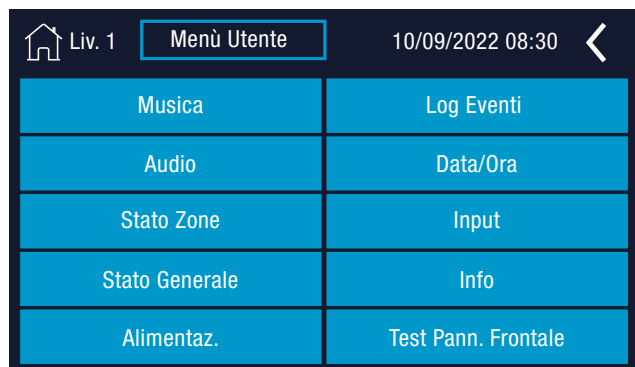 Liv. 1 Menù Utente 10/09/2022 08:30
Musica Log Eventi
Audio Data/Ora
Stato Zone Input
Stato Generale Info
Alimentaz. Test Pann. Frontale